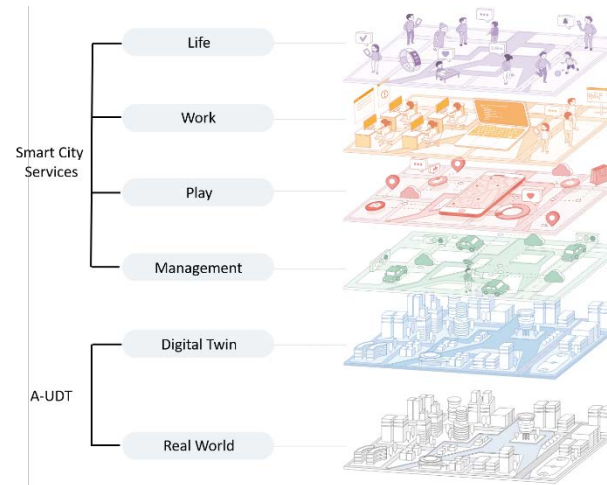 Life
Work
Smart City
Services
Play
Management
Digital Twin
A-UDT
Real World